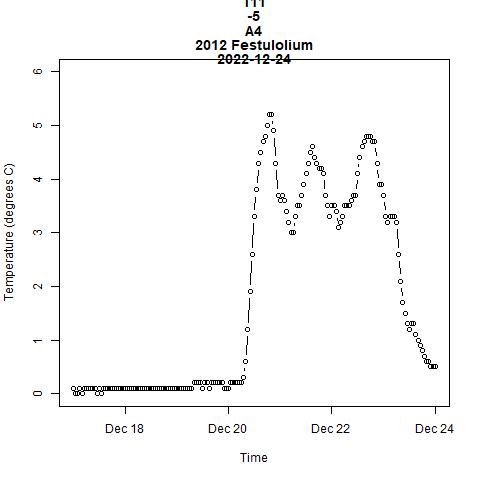 T11
-5
A4
2012 Festulolium
2022-12-24
6
5
4
3
2
1
0
Temperature (degrees C)
Dec 18
Dec 20
Dec 22
Dec 24
Time